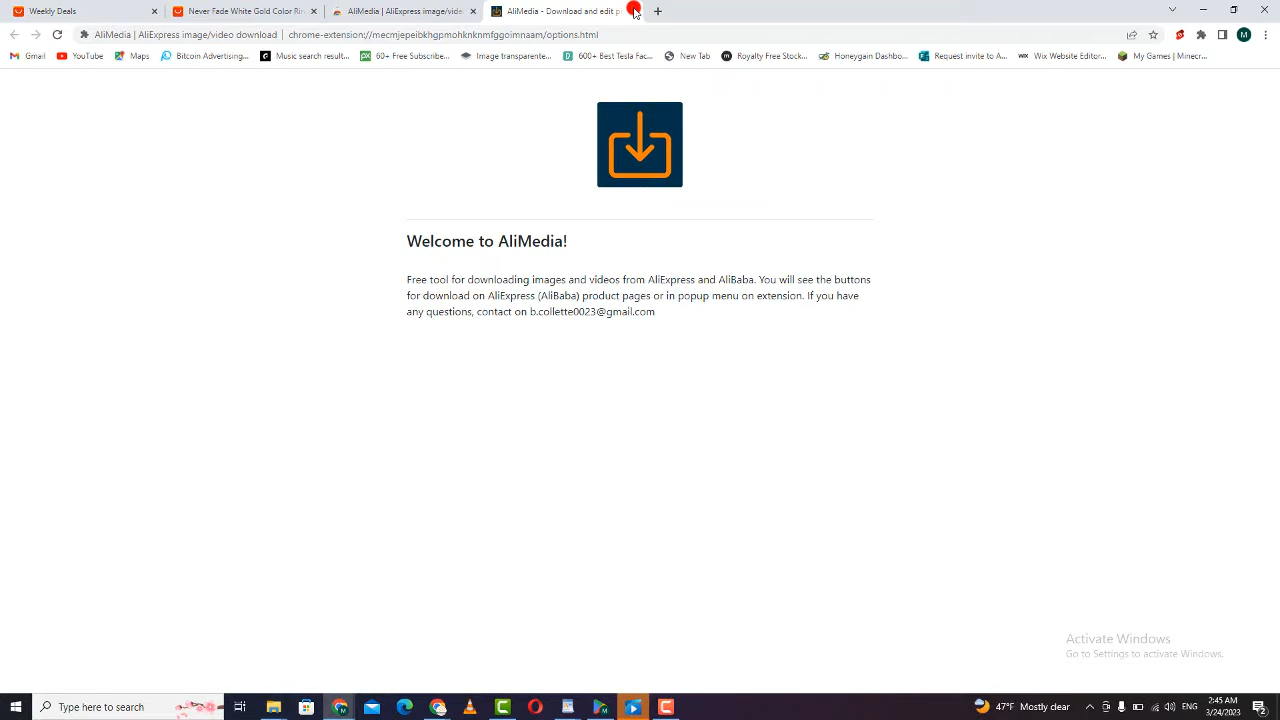 Weekly Deals
Never Fade White Gold Color Rin
AliMedia | AliExpress image/vide
AliMedia - Download and edit p
AliMedia | AliExpress image/video download | chrome-extension://mecmjepeibkhgpmohknknmfggoimnaam/options.html
Gmail
YouTube
Maps
Bitcoin Advertising...
Music search result...
60+ Free Subscribe...
Image transparente...
600+ Best Tesla Fac...
New Tab
Royalty Free Stock...
Honeygain Dashbo...
Request invite to A...
Wix Website Editor...
My Games | Minecr...
Welcome to AliMedia!
Free tool for downloading images and videos from AliExpress and AliBaba. You will see the buttons
for download on AliExpress (AliBaba) product pages or in popup menu on extension. If you have
any questions, contact on b.collette0023@gmail.com
Activate Windows
Go to Settings to activate Windows.
Type here to search
47°F Mostly clear
ENG
2:45 AM
3/24/2023
2